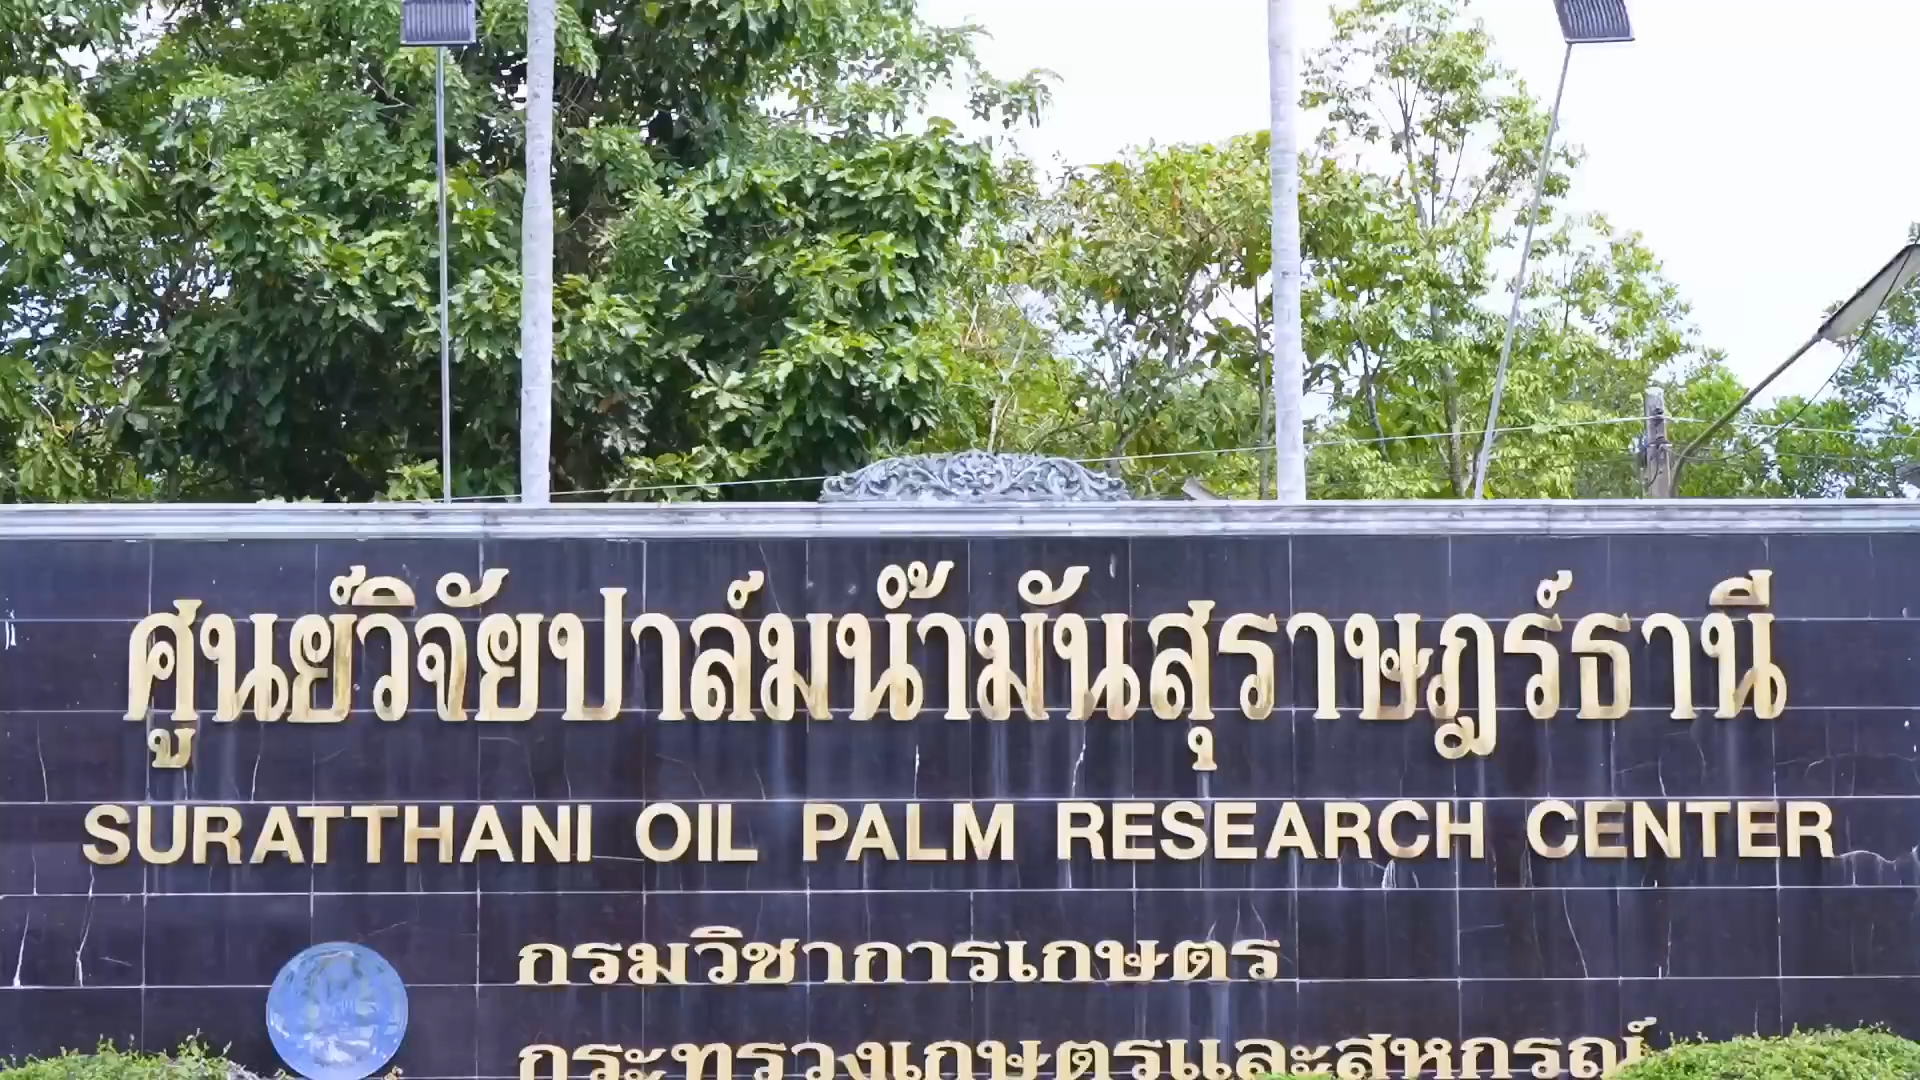 ศูนย์วิจัยปาล์มน้ำมันสุราษฎร์ธานี
SURATTHANI OIL PALM RESEARCH CENTER
กรมวิชาการเกษตร
กระทรวงเกษตรและสหกรณ์